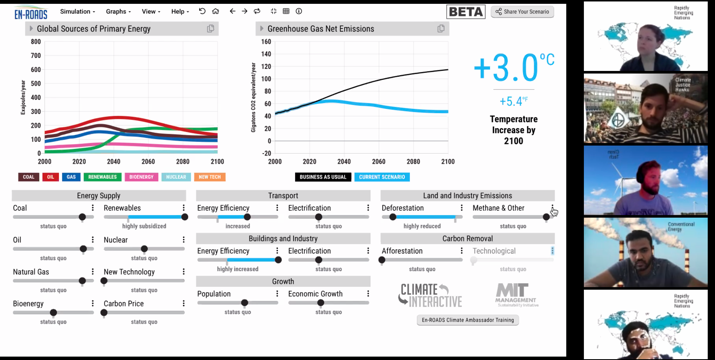 EN-ROADS
Simulation
Graphs
View
Help
BETA
Share Your Scenario
Global Sources of Primary Energy
Greenhouse Gas Net Emissions
Exajoules/year
800
700
600
500
400
300
200
100
0
2000
2020
2040
2060
2080
2100
COAL
OIL
GAS
RENEWABLES
BIOENERGY
NUCLEAR
NEW TECH
Gigatons CO2 equivalent/year
160
140
120
100
80
60
40
20
0
-20
2000
2020
2040
2060
2080
2100
BUSINESS AS USUAL
CURRENT SCENARIO
+3.0°C
+5.4°F
Temperature
Increase by
2100
Energy Supply
Coal
status quo
Renewables
highly subsidized
Oil
status quo
Nuclear
status quo
Natural Gas
status quo
New Technology
status quo
Bioenergy
status quo
Carbon Price
status quo
Transport
Energy Efficiency
increased
Electrification
status quo
Buildings and Industry
Energy Efficiency
highly increased
Electrification
status quo
Growth
Population
status quo
Economic Growth
status quo
Land and Industry Emissions
Deforestation
highly reduced
Methane & Other
status quo
Carbon Removal
Afforestation
status quo
Technological
status quo
CLIMATE
INTERACTIVE
MIT
MANAGEMENT
En-ROADS Climate Ambassador Training
Rapidly
Emerging
Nations
Climate
Justice
Hawks
Conventional
Energy
Rapidly
Emerging
Nations